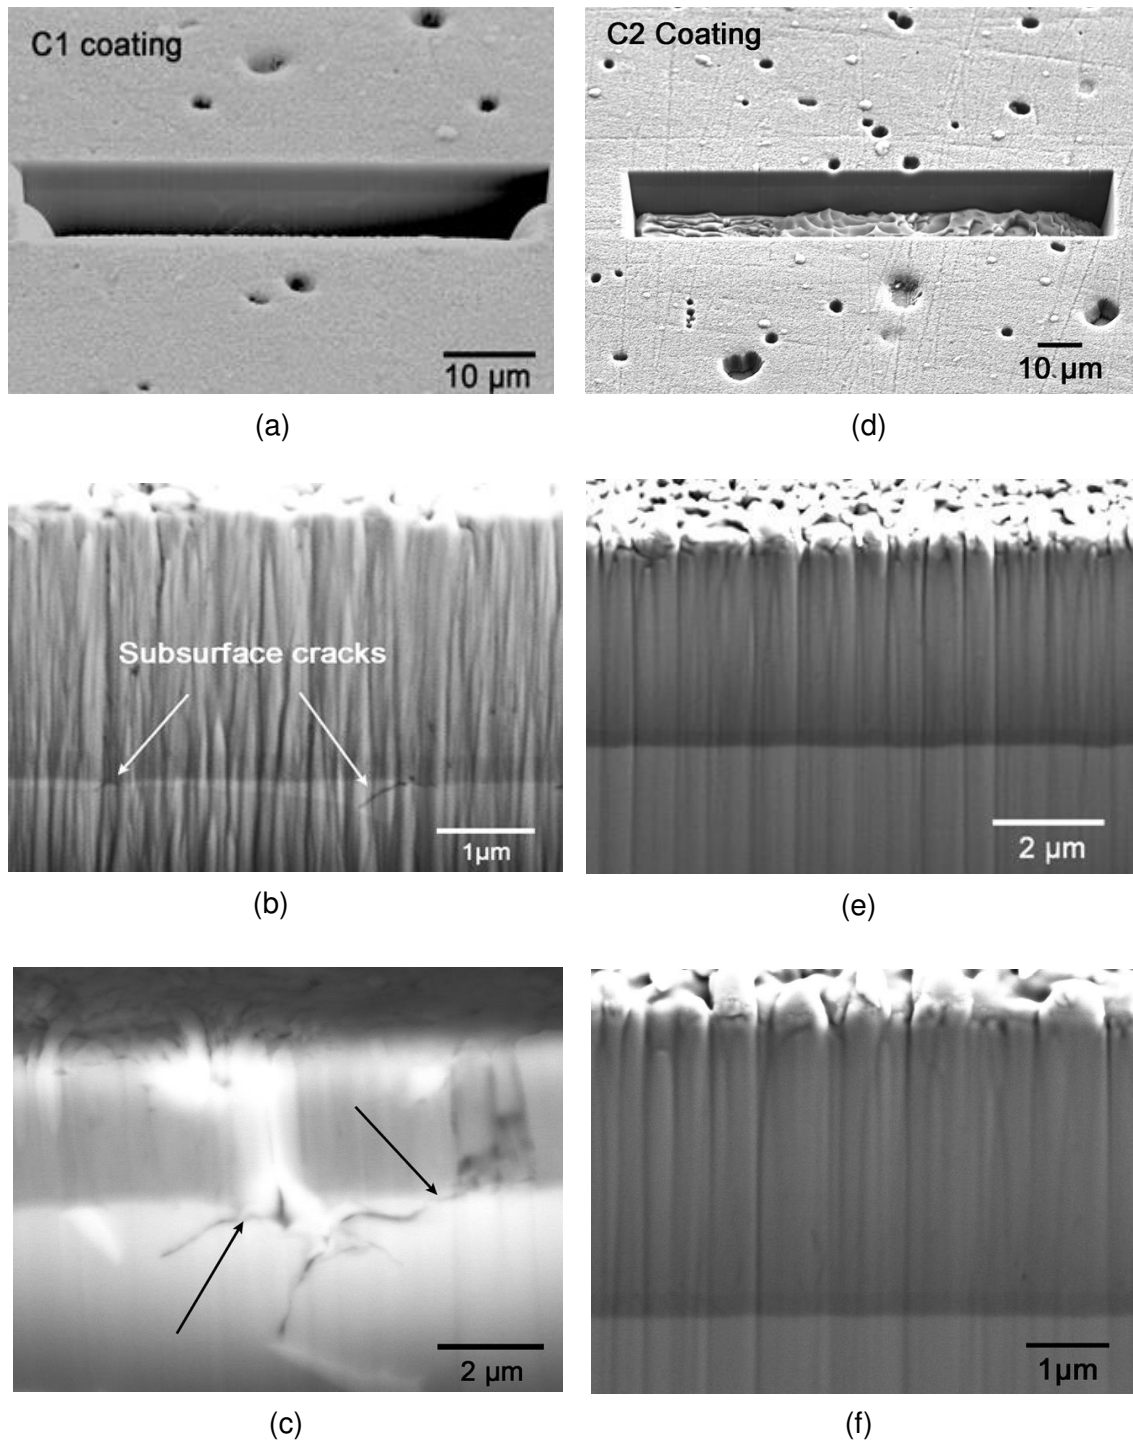 C1 coating
C2 Coating
10 µm
10 µm
(a)
(d)
Subsurface cracks
1µm
2 µm
(b)
(e)
2 µm
1µm
(c)
(f)